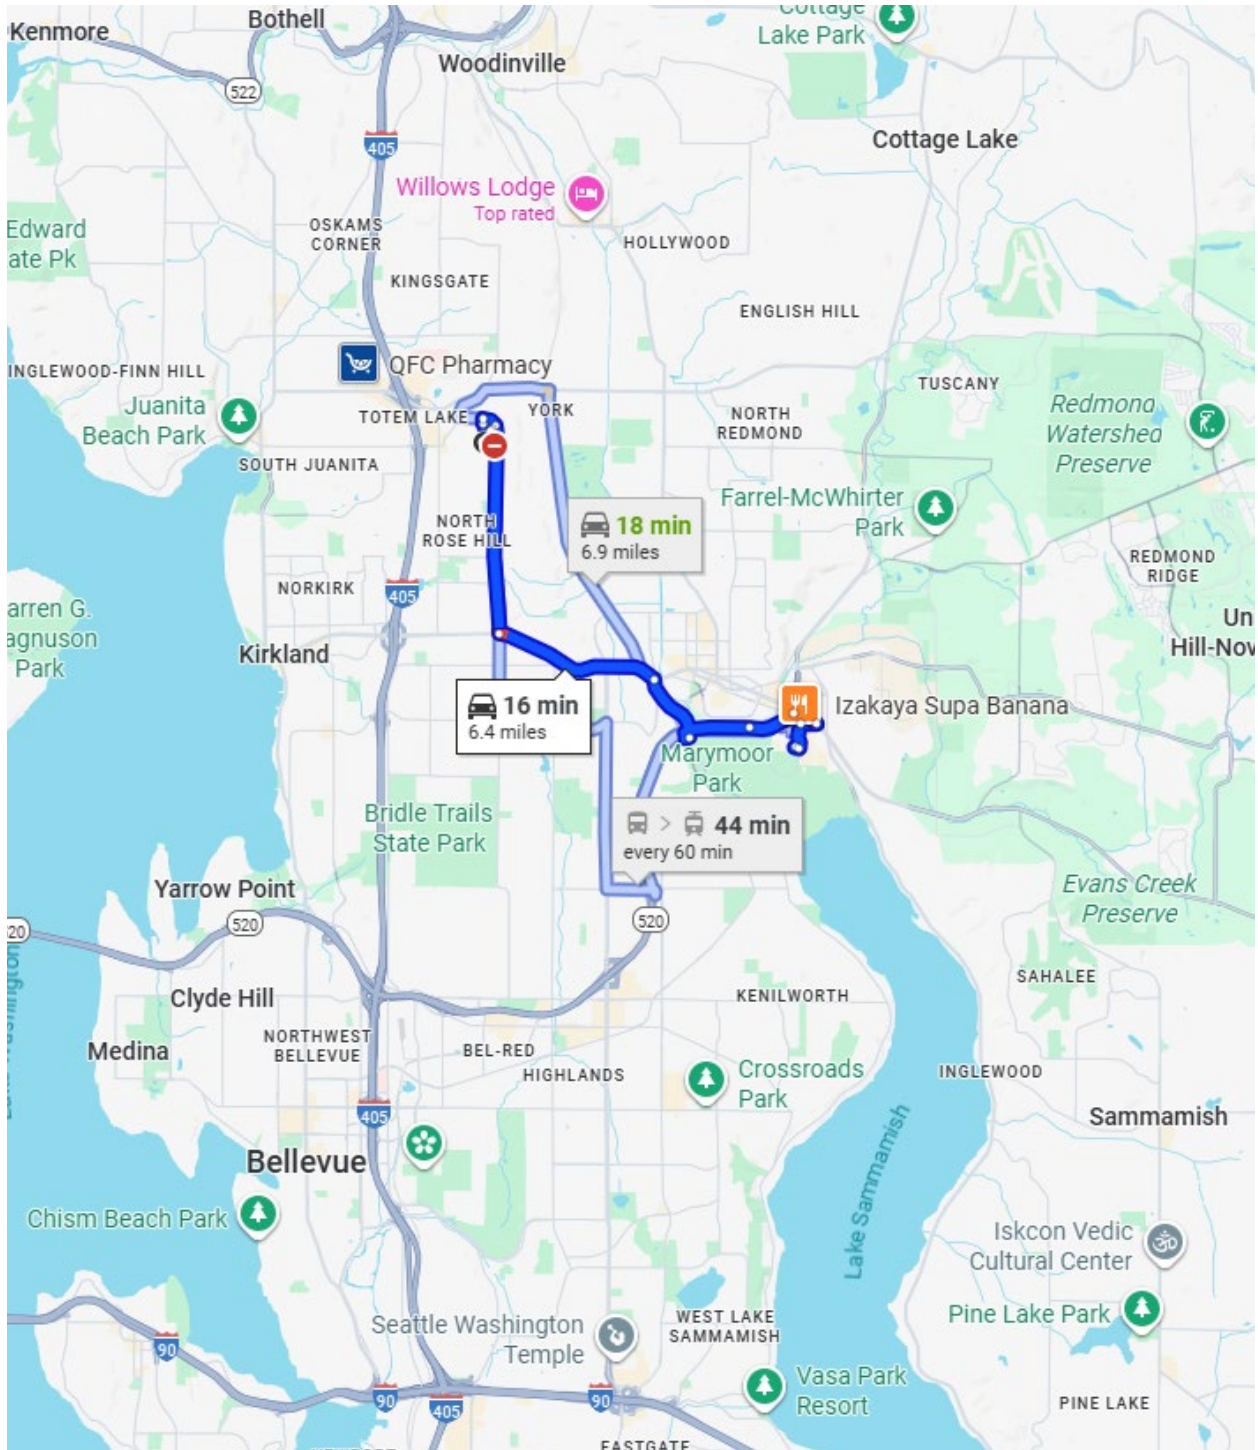 Kenmore
Bothell
Cottage
Lake Park
Woodinville
522
405
Cottage Lake
Willows Lodge
Top rated
Edward
ate Pk
OSKAMS
CORNER
HOLLYWOOD
KINGSGATE
ENGLISH HILL
QFC Pharmacy
INGLEWOOD-FINN HILL
TUSCANY
Juanita
Beach Park
TOTEM LAKE
YORK
NORTH
REDMOND
Redmond
Watershed
Preserve
SOUTH JUANITA
Farrel-McWhirter
Park
18 min
6.9 miles
NORTH
ROSE HILL
REDMOND
RIDGE
NORKIRK
405
arren G.
agnuson
Park
Un
Hill-Nov
Kirkland
16 min
6.4 miles
Izakaya Supa Banana
Marymoor
Park
Bridle Trails
State Park
44 min
every 60 min
Yarrow Point
Evans Creek
Preserve
520
520
20
SAHALEE
Clyde Hill
KENILWORTH
NORTHWEST
BELLEVUE
Medina
BEL-RED
HIGHLANDS
Crossroads
Park
INGLEWOOD
405
Sammamish
Bellevue
Lake Sammamish
Chism Beach Park
Iskcon Vedic
Cultural Center
Pine Lake Park
Seattle Washington
Temple
WEST LAKE
SAMMAMISH
90
Vasa Park
Resort
90
405
90
PINE LAKE
EASTGATE